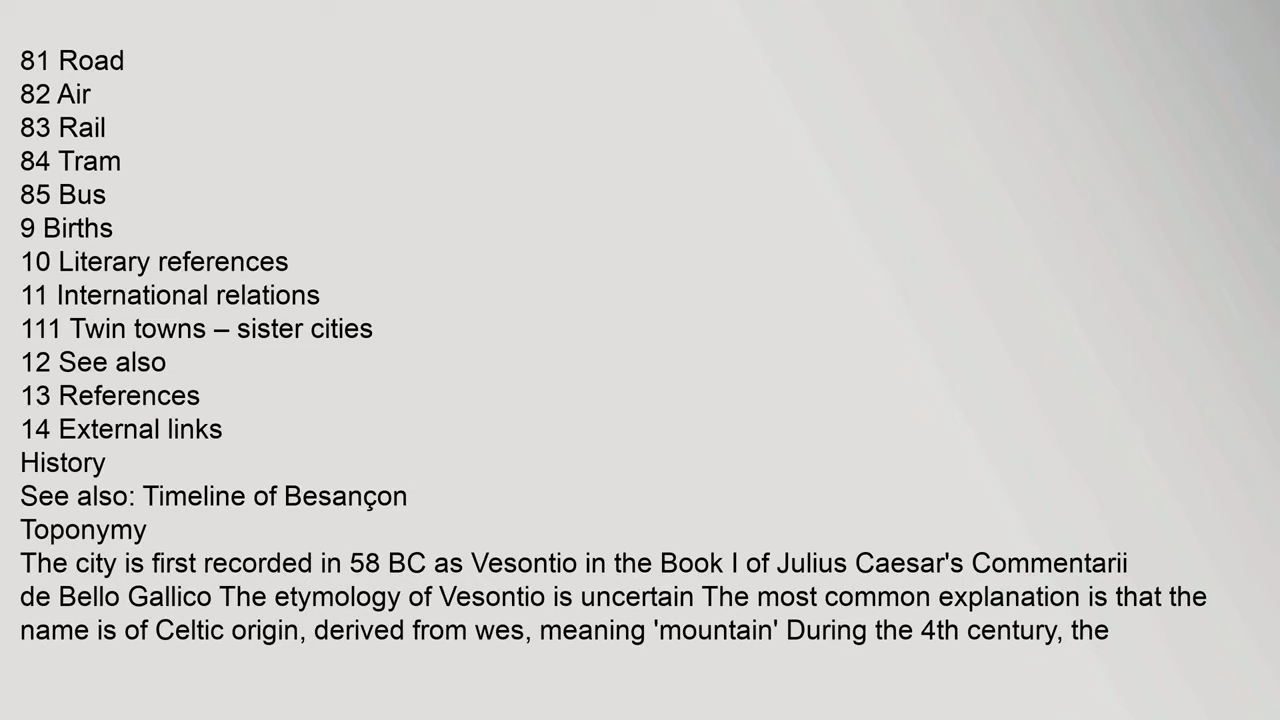 81 Road
82 Air
83 Rail
84 Tram
85 Bus
9 Births
10 Literary references
11 International relations
111 Twin towns – sister cities
12 See also
13 References
14 External links
History
See also: Timeline of Besançon
Toponymy
The city is first recorded in 58 BC as Vesontio in the Book I of Julius Caesar's Commentarii
de Bello Gallico The etymology of Vesontio is uncertain The most common explanation is that the
name is of Celtic origin, derived from wes, meaning 'mountain' During the 4th century, the